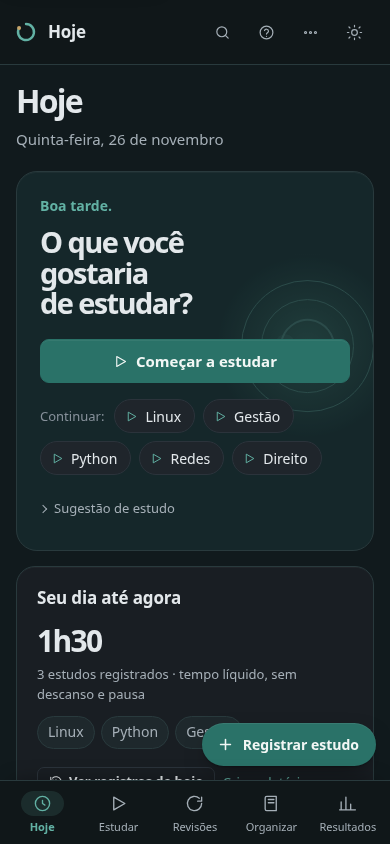 Hoje
Hoje
Quinta-feira, 26 de novembro
Boa tarde.
O que você
gostaria
de estudar?
Começar a estudar
Continuar: Linux Gestão
Python Redes Direito
Sugestão de estudo
Seu dia até agora
1h30
3 estudos registrados · tempo líquido, sem
descanso e pausa
Linux Python
Registrar estudo
Hoje Estudar Revisões Organizar Resultados